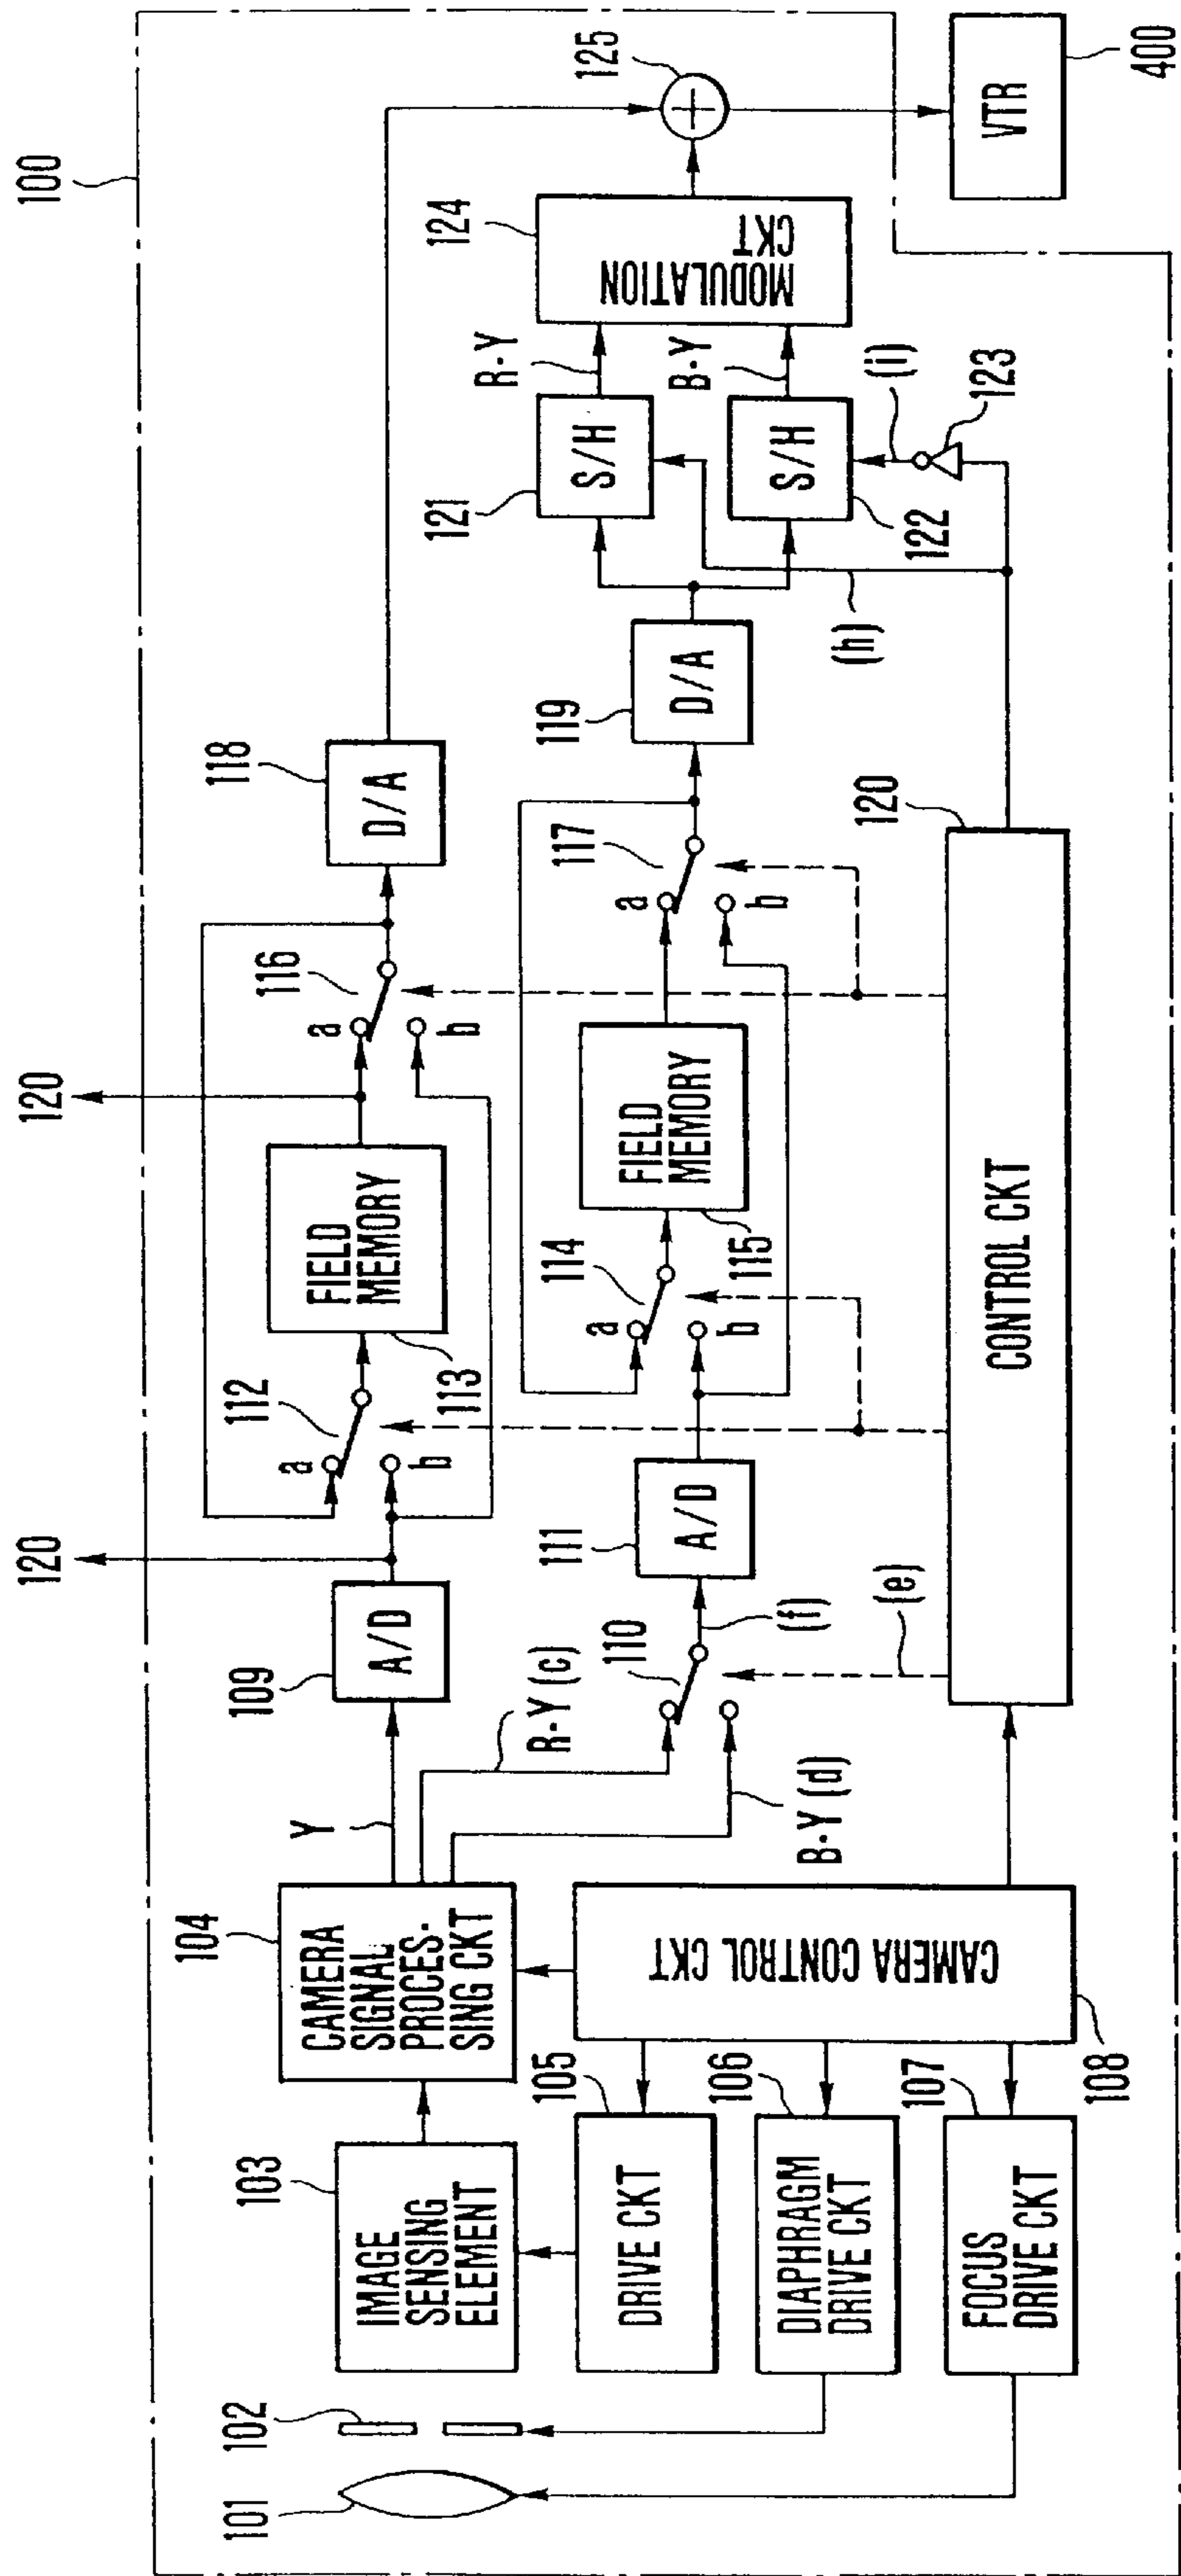 100
120
120
101
102
103
IMAGE
SENSING
ELEMENT
104
CAMERA
SIGNAL
PROCES-
SING CKT
Y
R-Y (c)
B-Y (d)
109
A/D
112
a
b
113
FIELD
MEMORY
116
a
b
118
D/A
125
105
DRIVE CKT
106
DIAPHRAGM
DRIVE CKT
107
FOCUS
DRIVE CKT
CAMERA CONTROL CKT
108
110
(f)
(e)
111
A/D
114
a
b
FIELD
MEMORY
115
117
a
b
119
D/A
121
S/H
R-Y
122
S/H
B-Y
(h)
(i)
123
124
MODULATION
CKT
CONTROL CKT
120
VTR
400